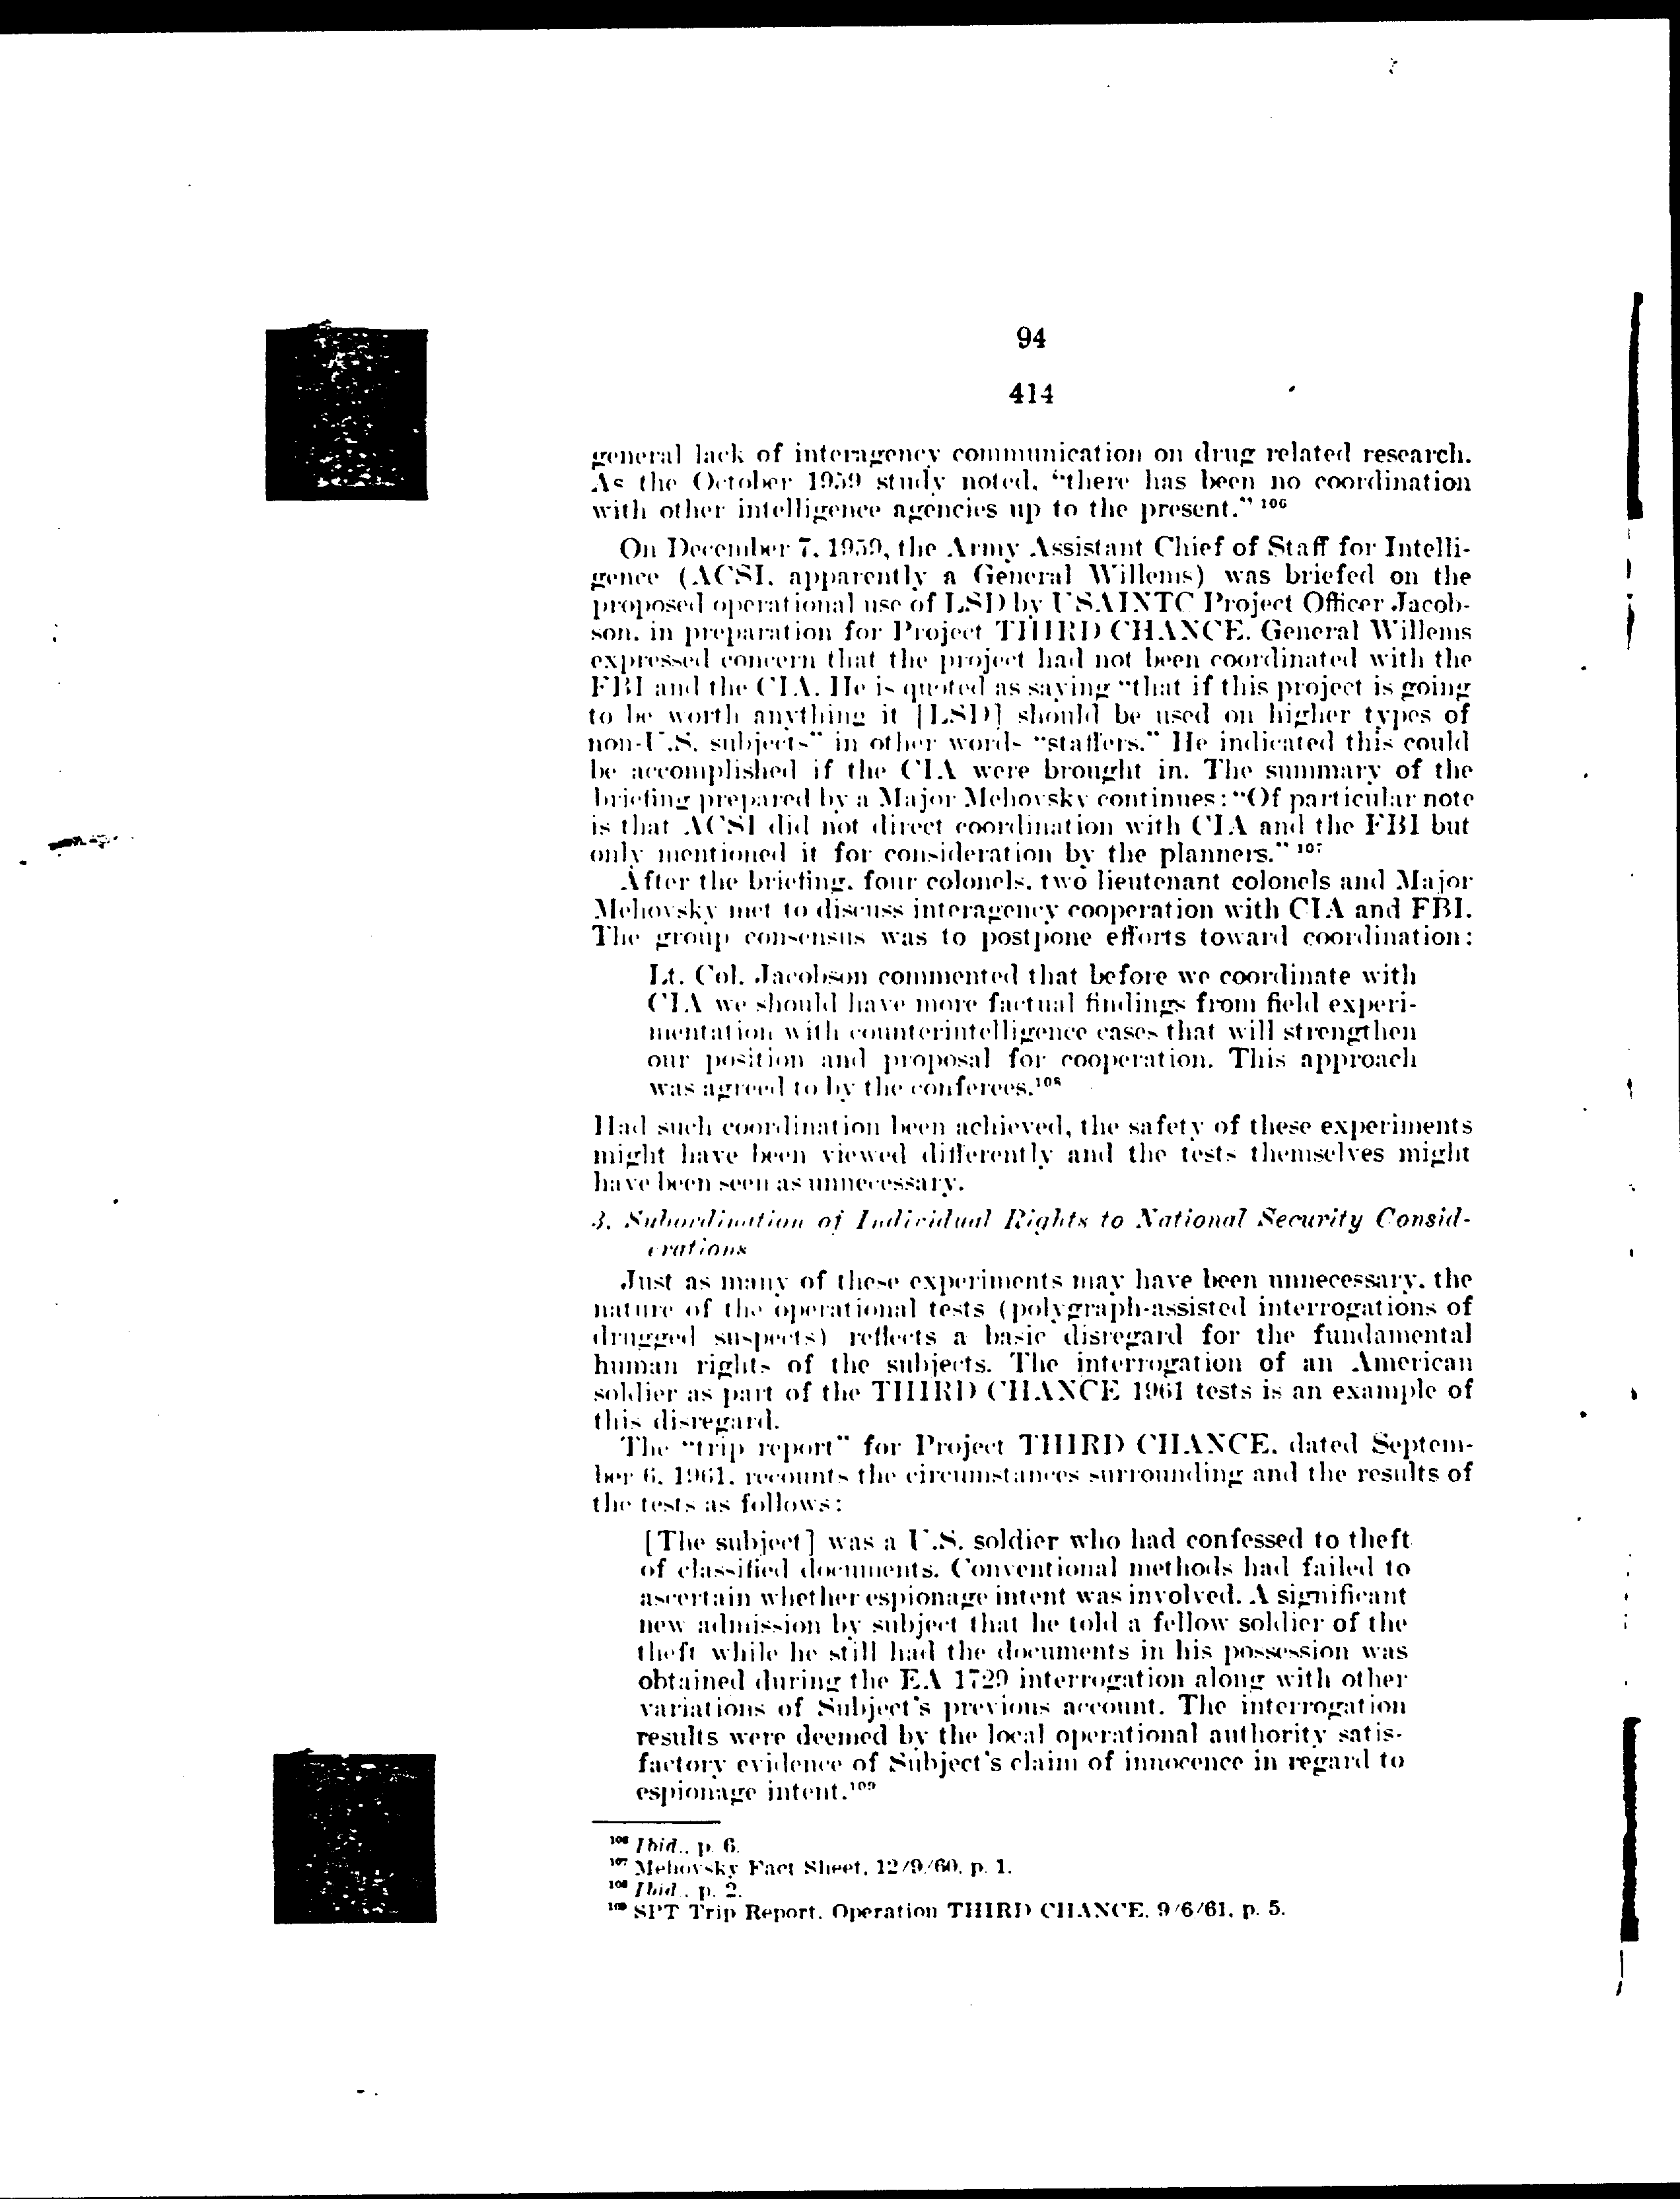 94
414
general lack of interagency communication on drug related research.
As the October 1959 study noted, “there has been no coordination
with other intelligence agencies up to the present.” 106
On December 7, 1959, the Army Assistant Chief of Staff for Intelli-
gence (ACSI, apparently a General Willems) was briefed on the
proposed operational use of LSD by USAINTC Project Officer Jacob-
son, in preparation for Project THIRD CHANCE. General Willems
expressed concern that the project had not been coordinated with the
FBI and the CIA. He is quoted as saying “that if this project is going
to be worth anything it [LSD] should be used on higher types of
non-U.S. subjects” in other words “staffers.” He indicated this could
be accomplished if the CIA were brought in. The summary of the
briefing prepared by a Major Mehovsky continues: “Of particular note
is that ACSI did not direct coordination with CIA and the FBI but
only mentioned it for consideration by the planners.” 107
After the briefing, four colonels, two lieutenant colonels and Major
Mehovsky met to discuss interagency cooperation with CIA and FBI.
The group consensus was to postpone efforts toward coordination:
Lt. Col. Jacobson commented that before we coordinate with
CIA we should have more factual findings from field experi-
mentation with counterintelligence cases that will strengthen
our position and proposal for cooperation. This approach
was agreed to by the conferees.108
Had such coordination been achieved, the safety of these experiments
might have been viewed differently and the tests themselves might
have been seen as unnecessary.
3. Subordination of Individual Rights to National Security Consid-
erations
Just as many of these experiments may have been unnecessary, the
nature of the operational tests (polygraph-assisted interrogations of
drugged suspects) reflects a basic disregard for the fundamental
human rights of the subjects. The interrogation of an American
soldier as part of the THIRD CHANCE 1961 tests is an example of
this disregard.
The “trip report” for Project THIRD CHANCE, dated Septem-
ber 6, 1961, recounts the circumstances surrounding and the results of
the tests as follows:
[The subject] was a U.S. soldier who had confessed to theft
of classified documents. Conventional methods had failed to
ascertain whether espionage intent was involved. A significant
new admission by subject that he told a fellow soldier of the
theft while he still had the documents in his possession was
obtained during the EA 1729 interrogation along with other
variations of Subject's previous account. The interrogation
results were deemed by the local operational authority satis-
factory evidence of Subject's claim of innocence in regard to
espionage intent.109
106 Ibid., p. 6.
107 Mehovsky Fact Sheet, 12/9/60, p. 1.
108 Ibid., p. 2.
109 SPT Trip Report, Operation THIRD CHANCE, 9/6/61, p. 5.